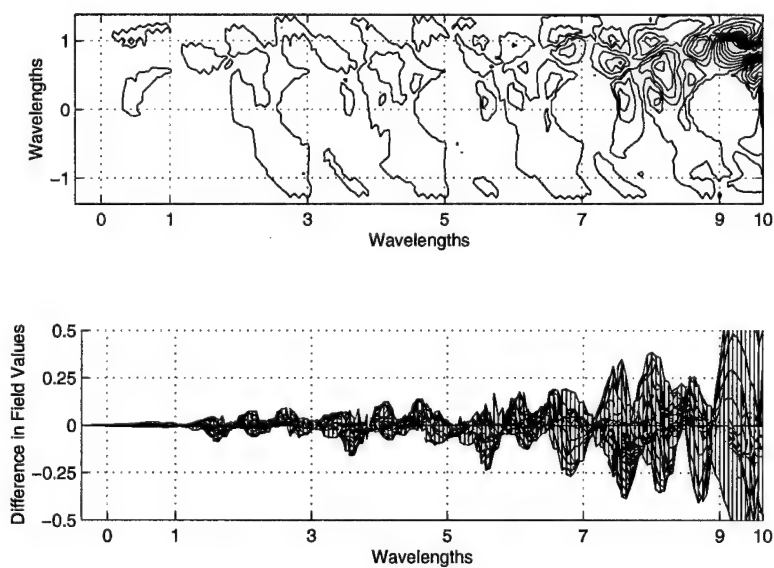 1
0
−1
Wavelengths
0 1 3 5 7 9 10
Wavelengths
0.5
0.25
0
−0.25
−0.5
Difference in Field Values
0 1 3 5 7 9 10
Wavelengths